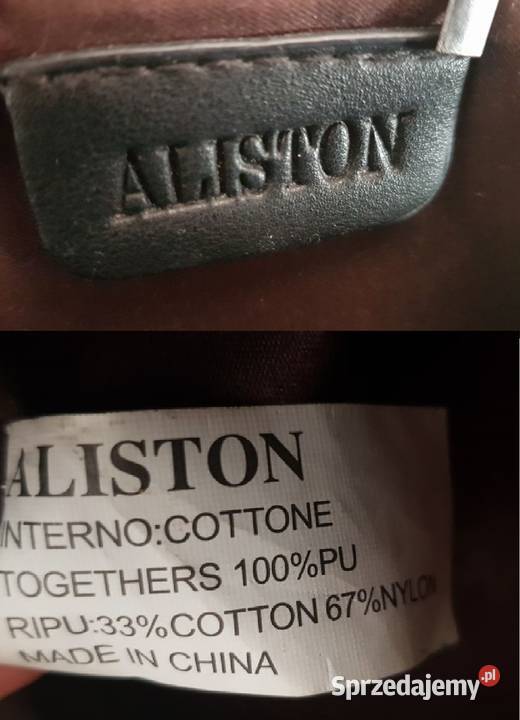 ALISTON
ALISTON
INTERNO:COTTONE
TOGETHERS 100%PU
RIPU:33%COTTON 67%NYLON
MADE IN CHINA
Sprzedajemy.pl